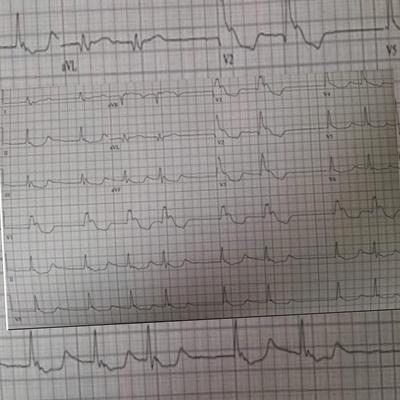 aVL V2 V5
I aVR V1 V4
II aVL V2 V5
III aVF V3 V6
V1
II
V5